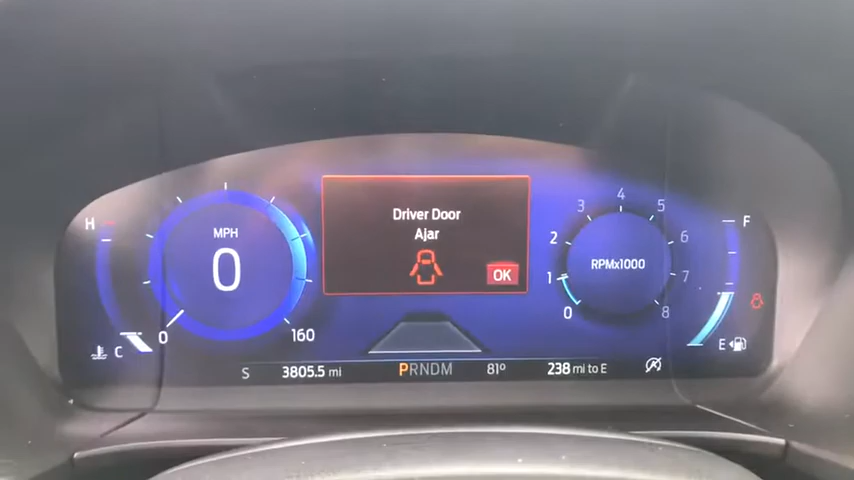 H
C
MPH
0
0
160
Driver Door
Ajar
OK
0
1
2
3
4
5
6
7
8
RPMx1000
F
E
S
3805.5 mi
PRNDM
81°
238 mi to E